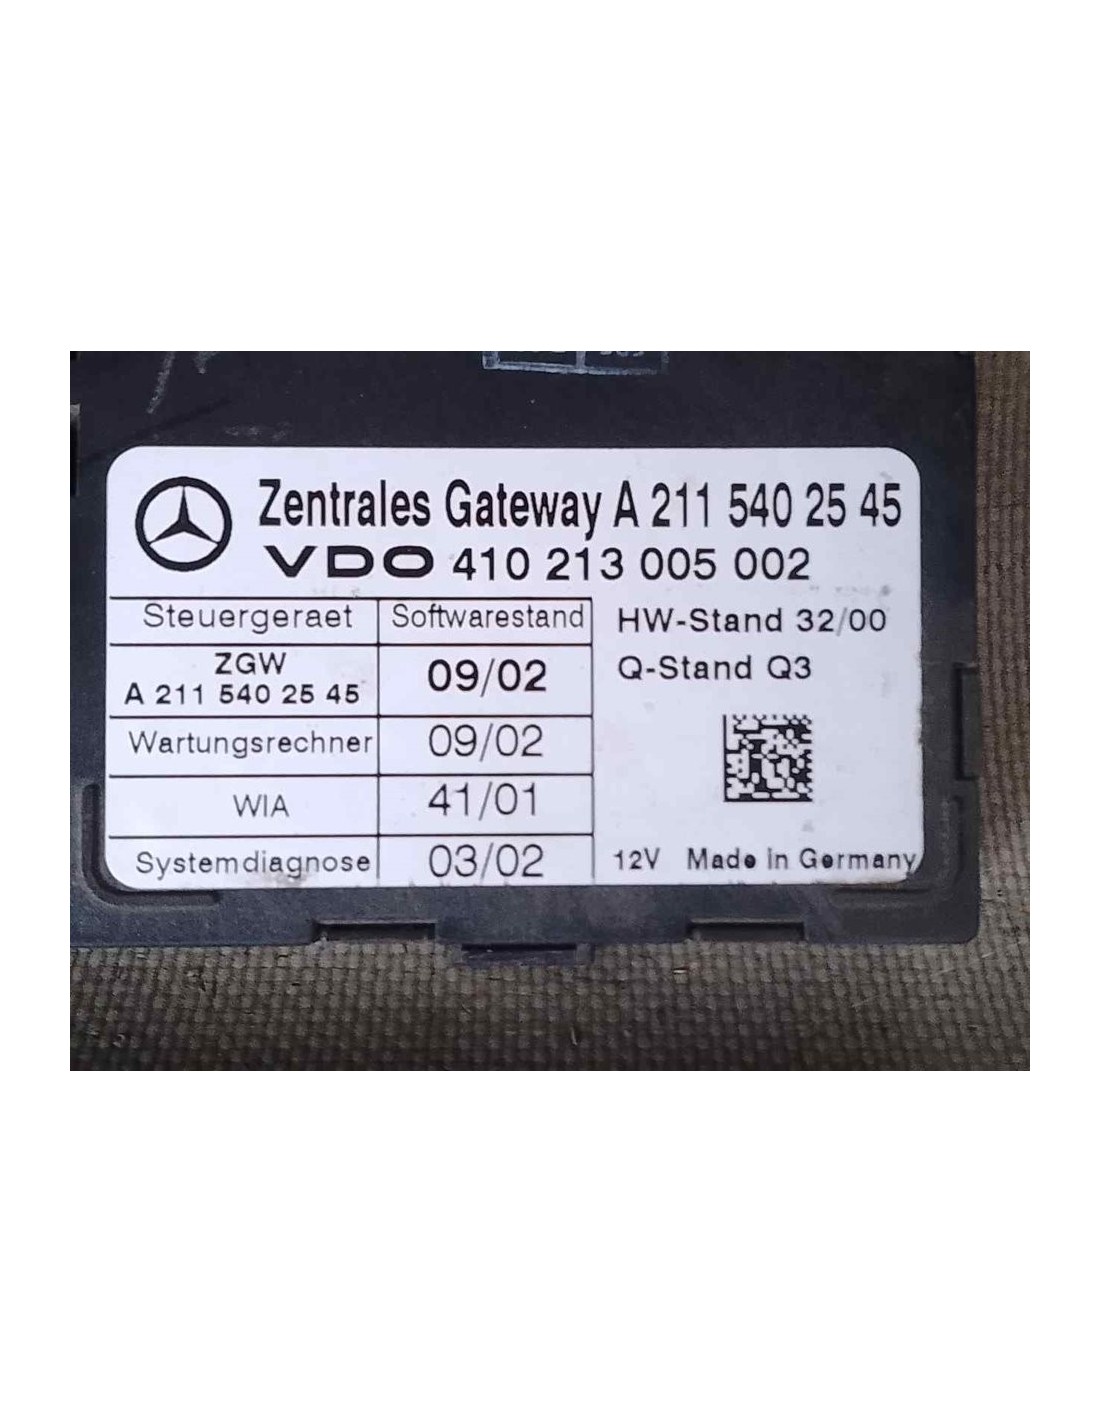 Zentrales Gateway A 211 540 25 45
VDO 410 213 005 002
Steuergeraet Softwarestand HW-Stand 32/00
ZGW
A 211 540 25 45 09/02 Q-Stand Q3
Wartungsrechner 09/02
WIA 41/01
Systemdiagnose 03/02 12V Made in Germany